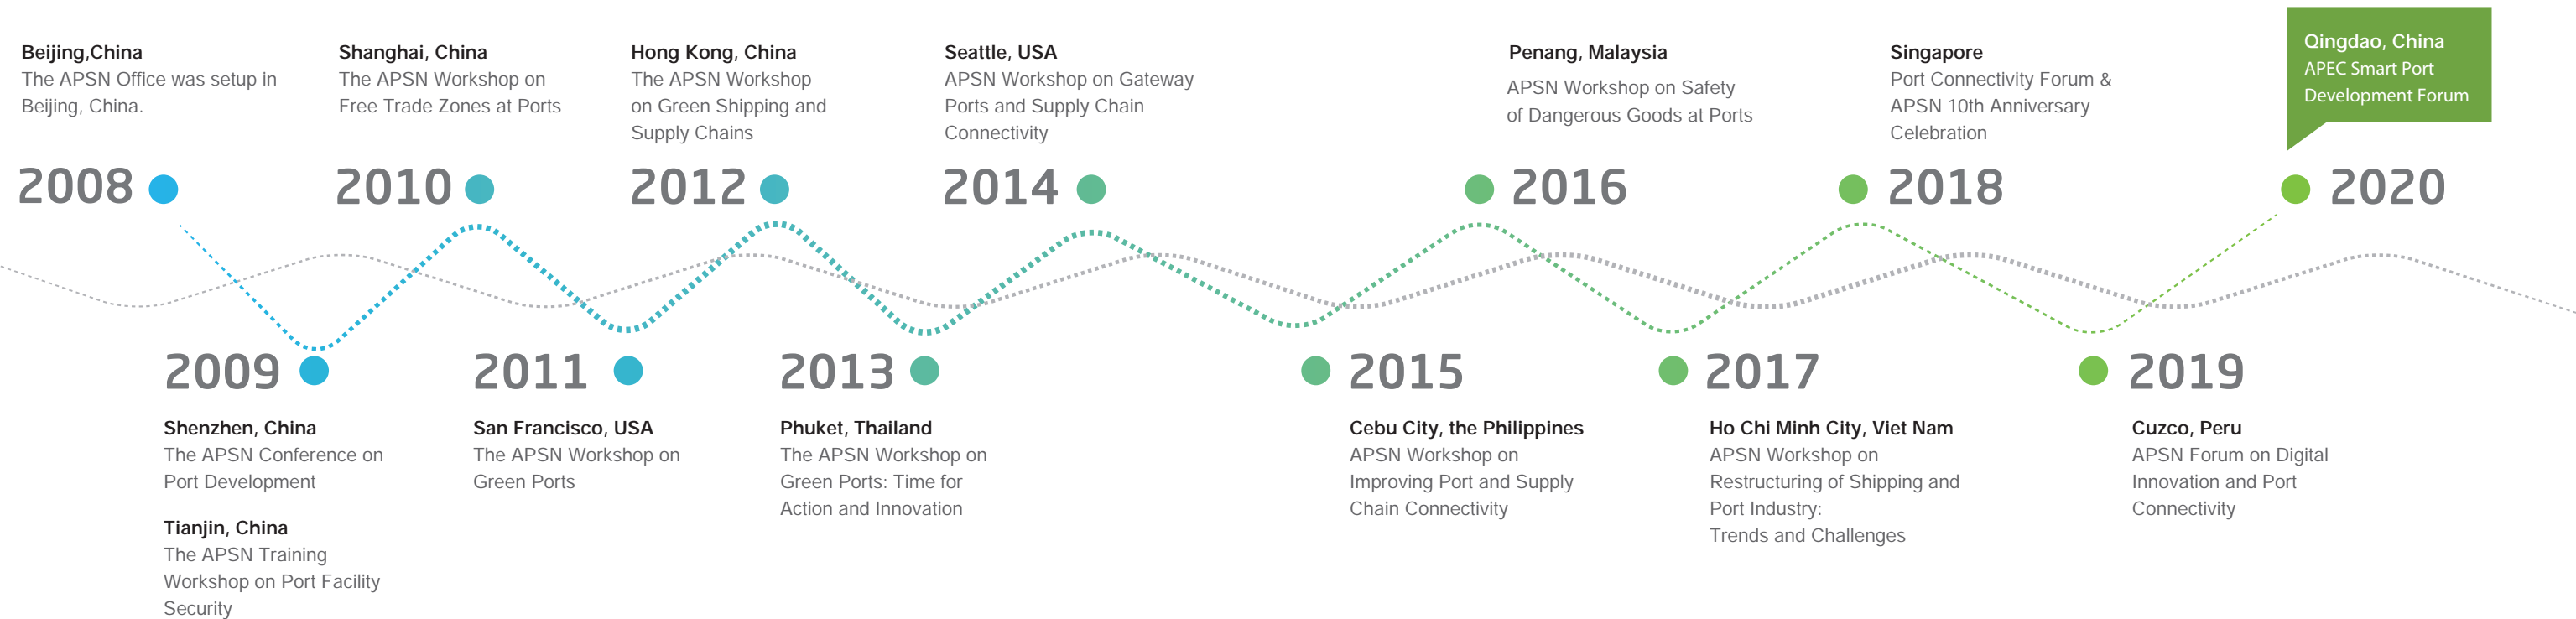 Beijing,China
The APSN Office was setup in
Beijing, China.
2008
Shenzhen, China
The APSN Conference on
Port Development
Tianjin, China
The APSN Training
Workshop on Port Facility
Security
2009
Shanghai, China
The APSN Workshop on
Free Trade Zones at Ports
2010
2011
San Francisco, USA
The APSN Workshop on
Green Ports
Hong Kong, China
The APSN Workshop
on Green Shipping and
Supply Chains
2012
2013
Phuket, Thailand
The APSN Workshop on
Green Ports: Time for
Action and Innovation
Seattle, USA
APSN Workshop on Gateway
Ports and Supply Chain
Connectivity
2014
2015
Cebu City, the Philippines
APSN Workshop on
Improving Port and Supply
Chain Connectivity
Penang, Malaysia
APSN Workshop on Safety
of Dangerous Goods at Ports
2016
2017
Ho Chi Minh City, Viet Nam
APSN Workshop on
Restructuring of Shipping and
Port Industry:
Trends and Challenges
Singapore
Port Connectivity Forum &
APSN 10th Anniversary
Celebration
2018
2019
Cuzco, Peru
APSN Forum on Digital
Innovation and Port
Connectivity
Qingdao, China
APEC Smart Port
Development Forum
2020